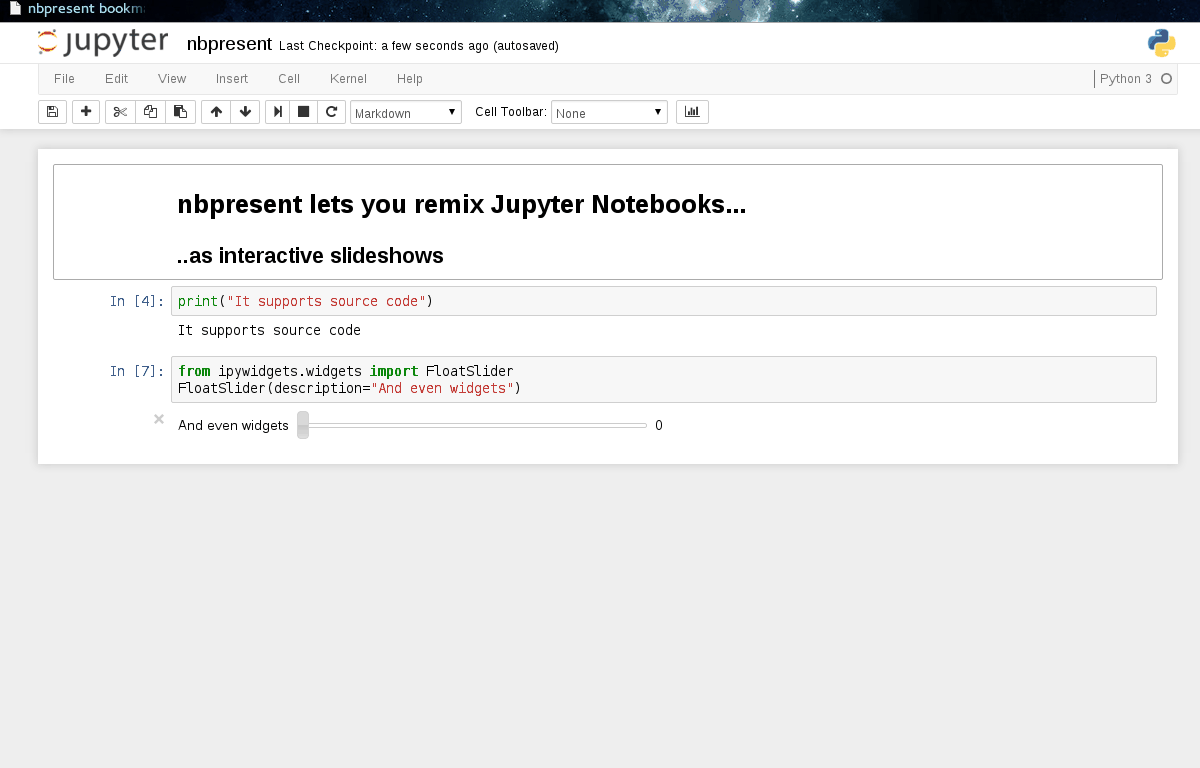 nbpresent bookm
jupyter nbpresent Last Checkpoint: a few seconds ago (autosaved)
File Edit View Insert Cell Kernel Help Python 3
Markdown Cell Toolbar: None
nbpresent lets you remix Jupyter Notebooks...
..as interactive slideshows
In [4]: print("It supports source code")
It supports source code
In [7]: from ipywidgets.widgets import FloatSlider
FloatSlider(description="And even widgets")
And even widgets 0